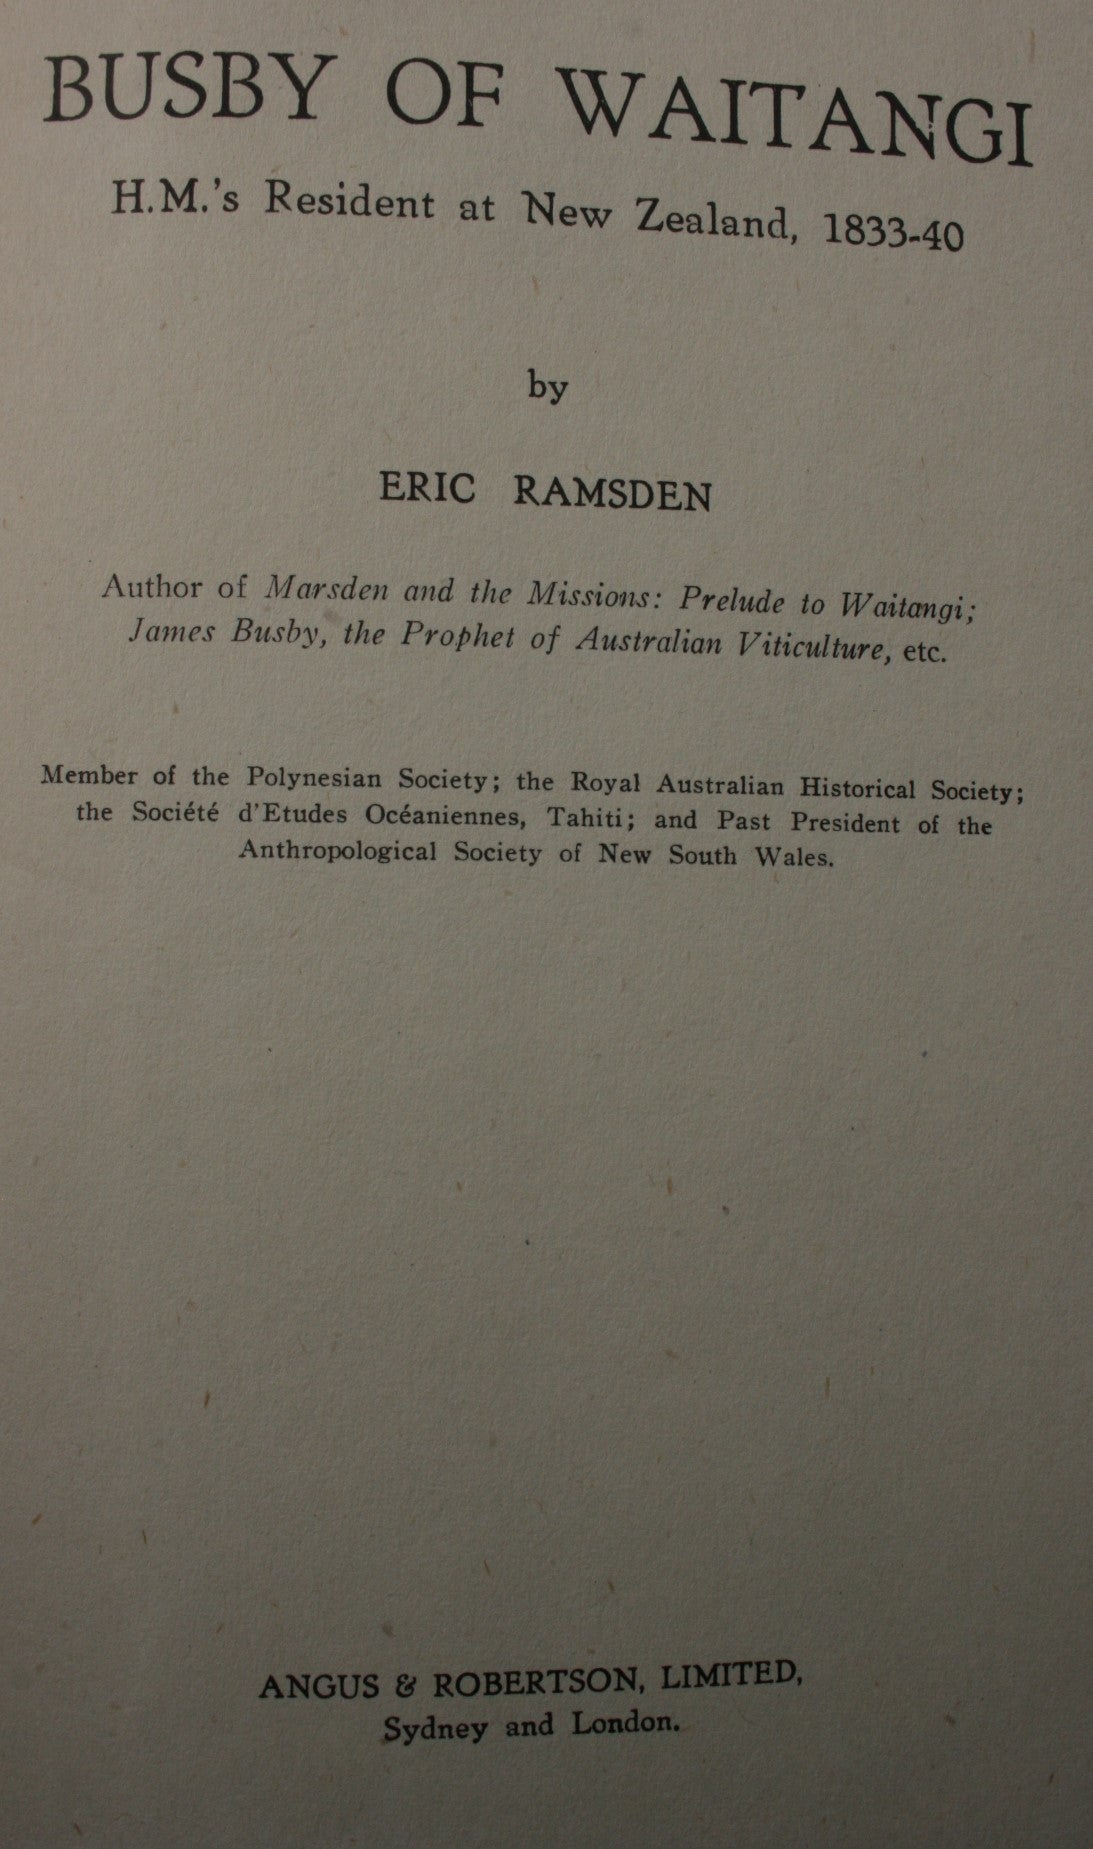 BUSBY OF WAITANGI
H.M.'s Resident at New Zealand, 1833-40
by
ERIC RAMSDEN
Author of Marsden and the Missions: Prelude to Waitangi;
James Busby, the Prophet of Australian Viticulture, etc.
Member of the Polynesian Society; the Royal Australian Historical Society;
the Société d'Etudes Océaniennes, Tahiti; and Past President of the
Anthropological Society of New South Wales.
ANGUS & ROBERTSON, LIMITED,
Sydney and London.